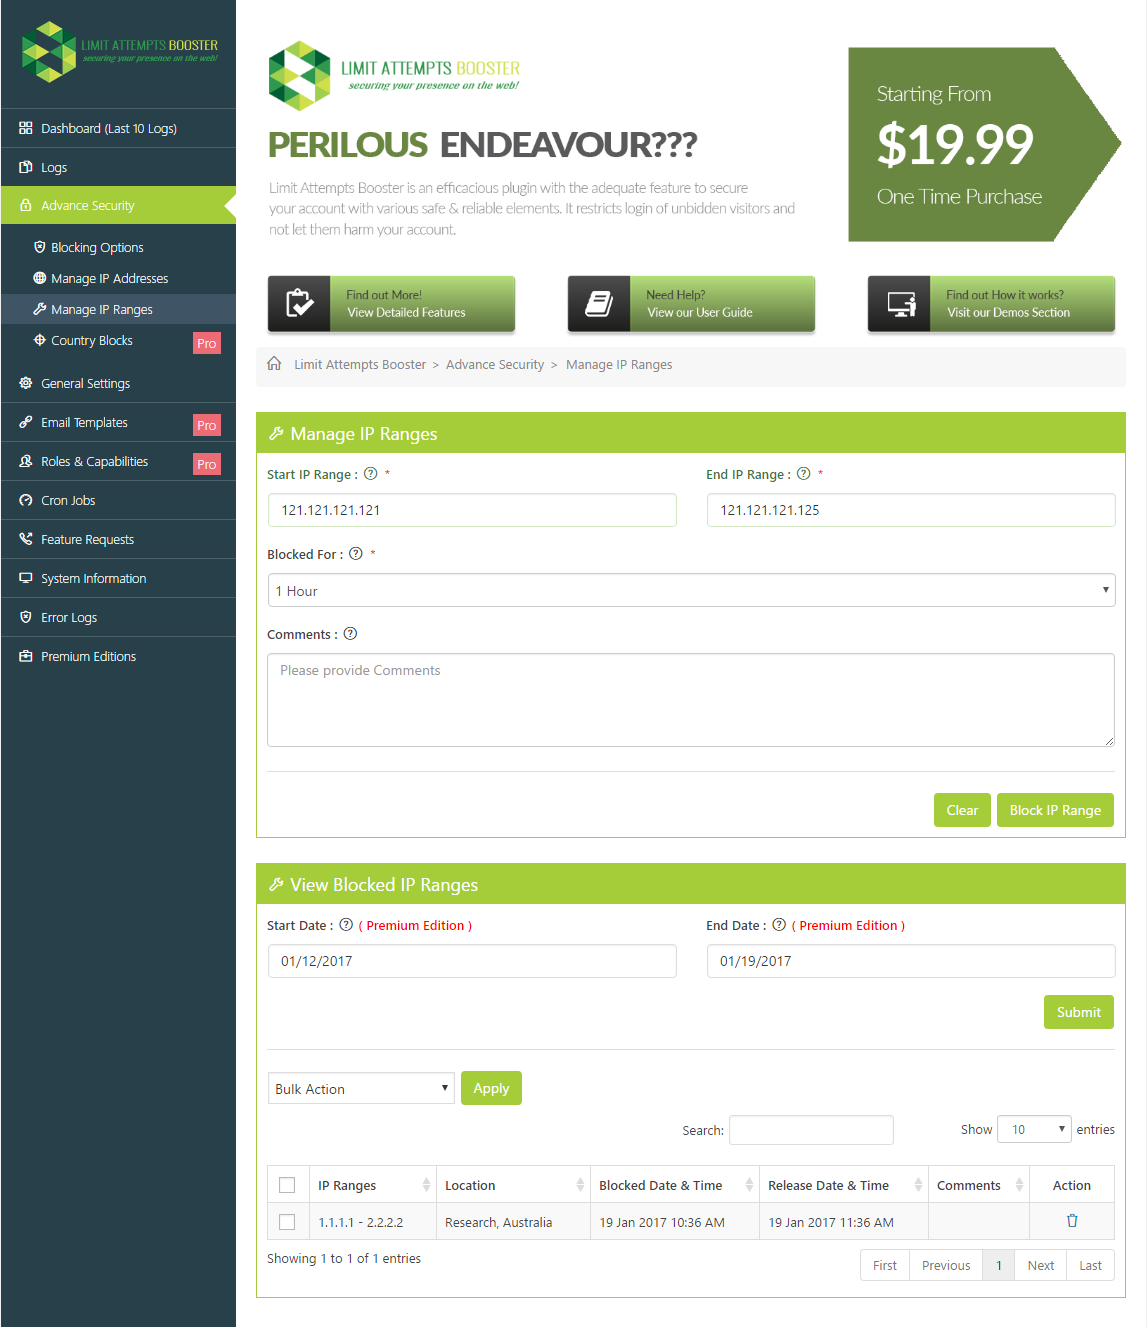 LIMIT ATTEMPTS BOOSTER
securing your presence on the web!
Dashboard (Last 10 Logs)
Logs
Advance Security
Blocking Options
Manage IP Addresses
Manage IP Ranges
Country Blocks Pro
General Settings
Email Templates Pro
Roles & Capabilities Pro
Cron Jobs
Feature Requests
System Information
Error Logs
Premium Editions
LIMIT ATTEMPTS BOOSTER
securing your presence on the web!
PERILOUS ENDEAVOUR???
Limit Attempts Booster is an efficacious plugin with the adequate feature to secure
your account with various safe & reliable elements. It restricts login of unbidden visitors and
not let them harm your account.
Starting From
$19.99
One Time Purchase
Find out More!
View Detailed Features
Need Help?
View our User Guide
Find out How it works?
Visit our Demos Section
Limit Attempts Booster > Advance Security > Manage IP Ranges
Manage IP Ranges
Start IP Range : ? * End IP Range : ? *
121.121.121.121 121.121.121.125
Blocked For : ? *
1 Hour
Comments : ?
Please provide Comments
Clear Block IP Range
View Blocked IP Ranges
Start Date : ? ( Premium Edition ) End Date : ? ( Premium Edition )
01/12/2017 01/19/2017
Submit
Bulk Action Apply
Search: Show 10 entries
IP Ranges Location Blocked Date & Time Release Date & Time Comments Action
1.1.1.1 - 2.2.2.2 Research, Australia 19 Jan 2017 10:36 AM 19 Jan 2017 11:36 AM
Showing 1 to 1 of 1 entries
First Previous 1 Next Last